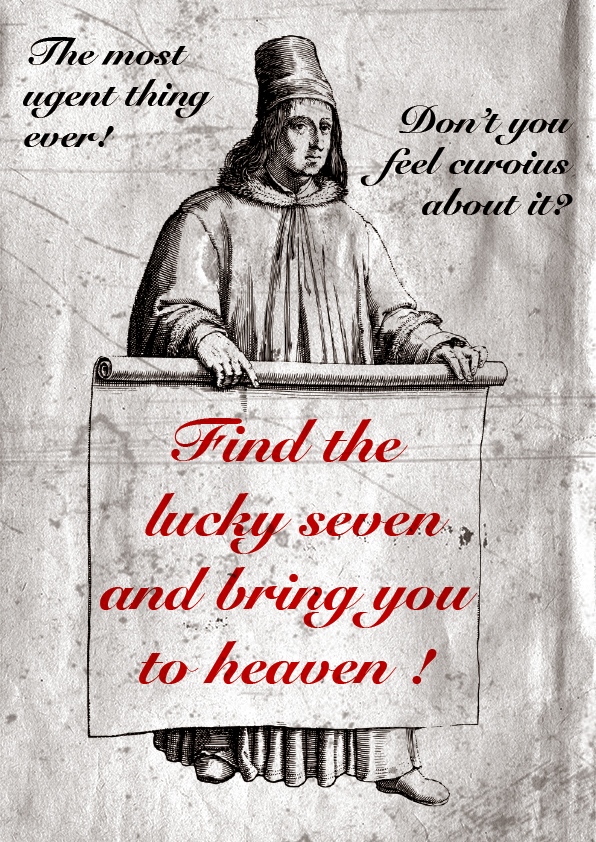 The most
ugent thing
ever!
Don't you
feel curoius
about it?
Find the
lucky seven
and bring you
to heaven !